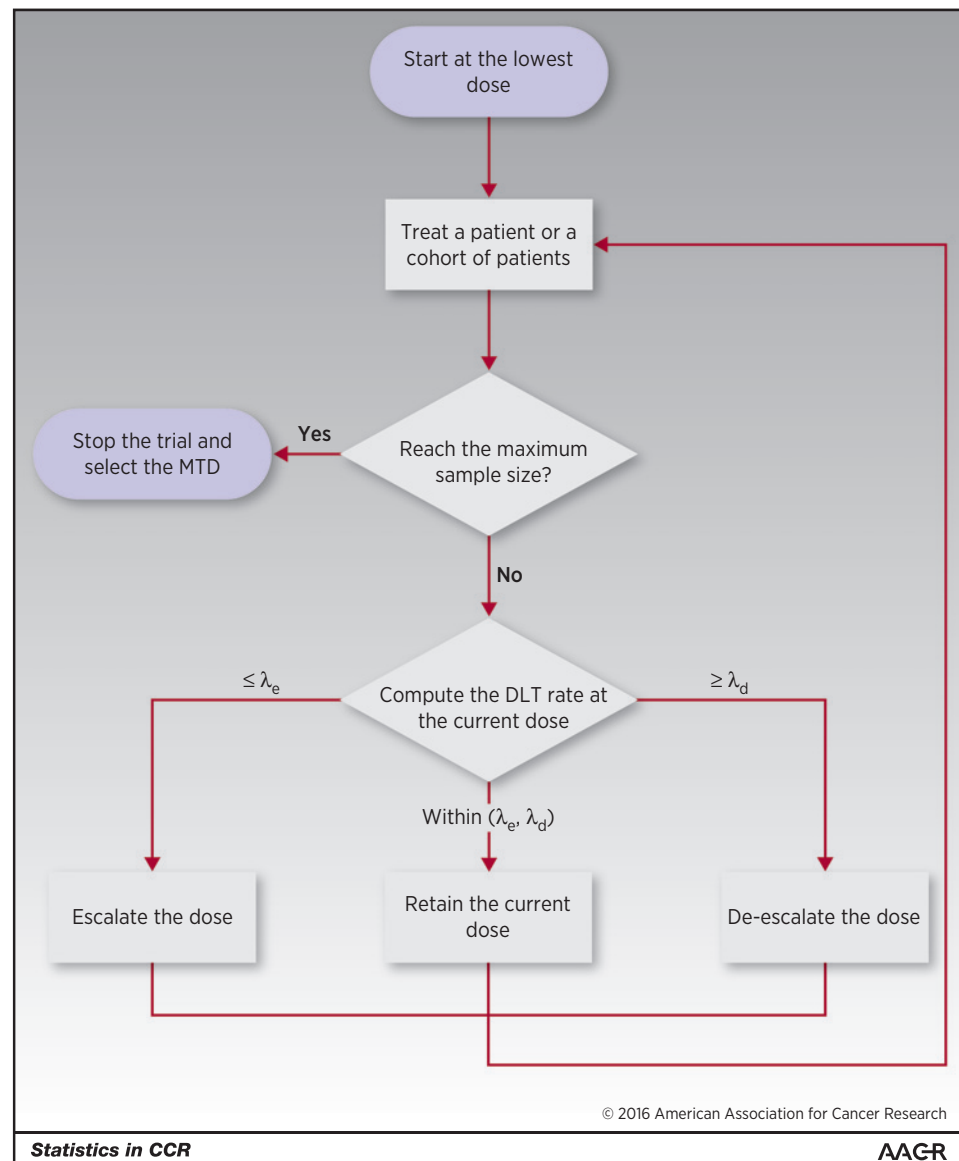 Start at the lowest
dose
Treat a patient or a
cohort of patients
Reach the maximum
sample size?
Yes
Stop the trial and
select the MTD
No
Compute the DLT rate at
the current dose
≤ λe
≥ λd
Within (λe, λd)
Escalate the dose
Retain the current
dose
De-escalate the dose
© 2016 American Association for Cancer Research
Statistics in CCR
AACR